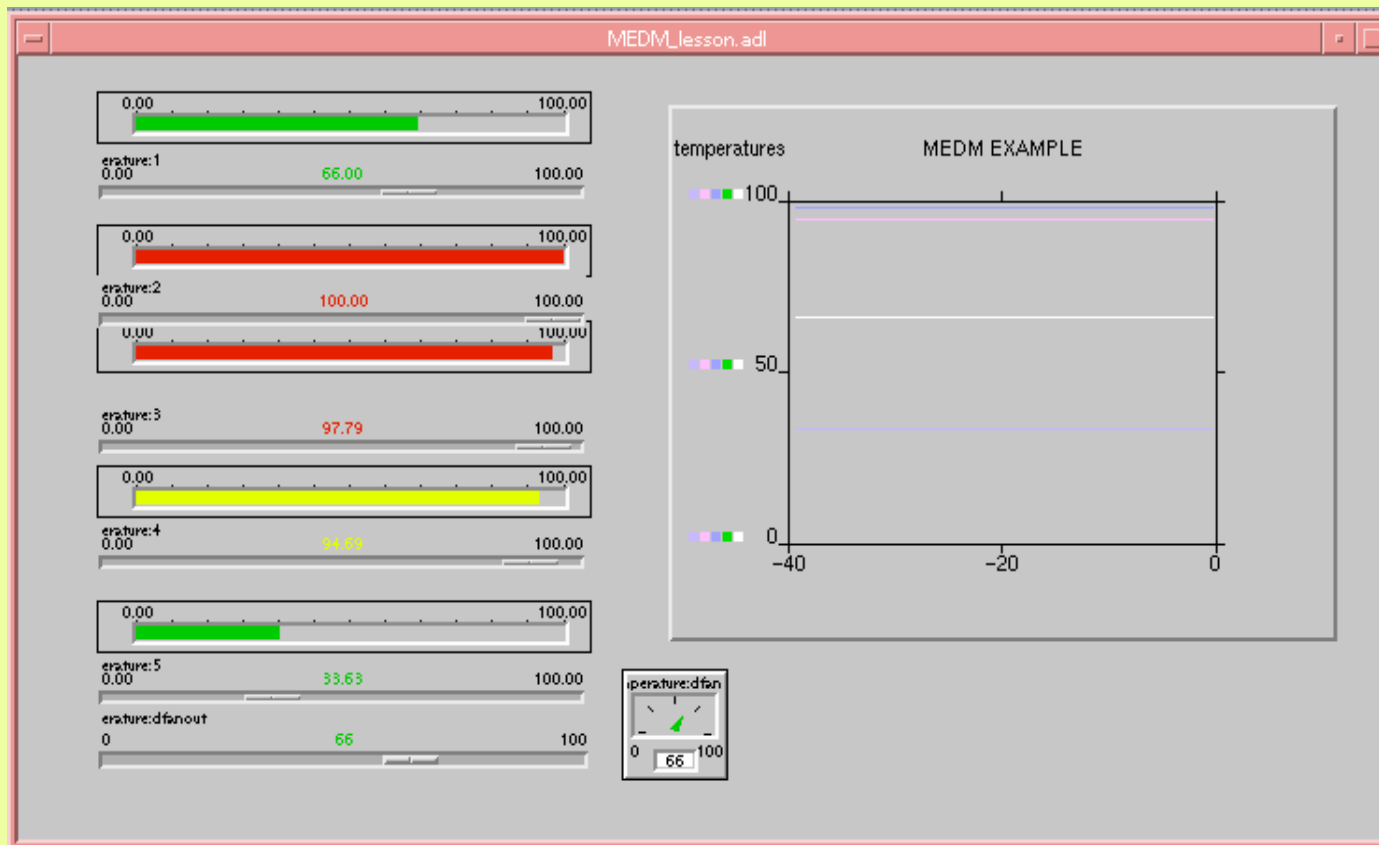 MEDM_lesson.adl
0.00 100.00
erature:1
0.00 66.00 100.00
0.00 100.00
erature:2
0.00 100.00 100.00
0.00 100.00
erature:3
0.00 97.79 100.00
0.00 100.00
erature:4
0.00 94.69 100.00
0.00 100.00
erature:5
0.00 33.63 100.00
erature:dfanout
0 66 100
temperatures MEDM EXAMPLE
100
50
0
-40 -20 0
perature:dfan
0 66 100